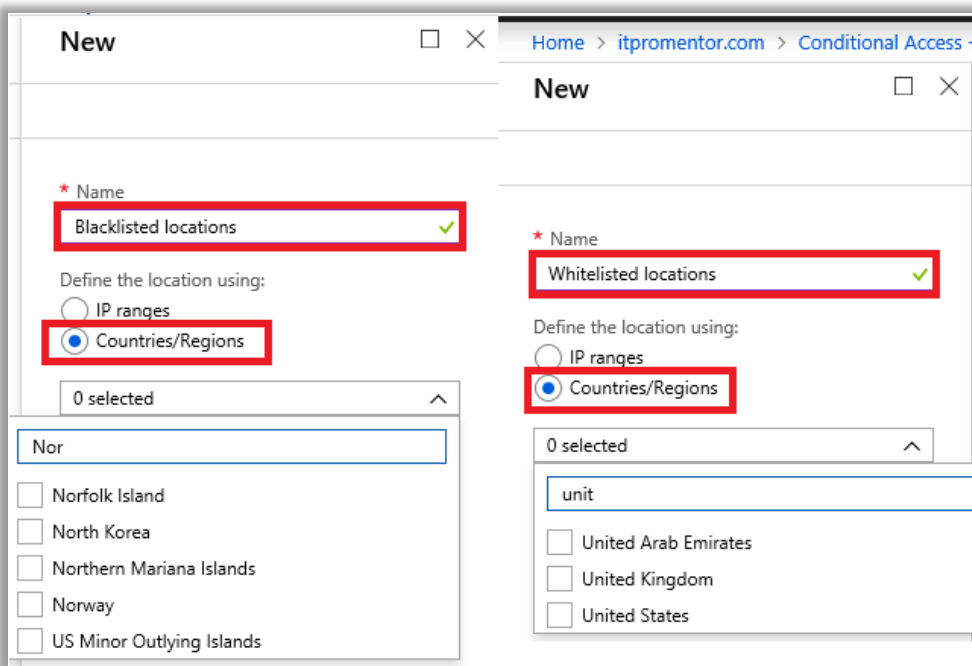 New
* Name
Blacklisted locations
Define the location using:
IP ranges
Countries/Regions
0 selected
Nor
Norfolk Island
North Korea
Northern Mariana Islands
Norway
US Minor Outlying Islands
Home > itpromentor.com > Conditional Access -
New
* Name
Whitelisted locations
Define the location using:
IP ranges
Countries/Regions
0 selected
unit
United Arab Emirates
United Kingdom
United States